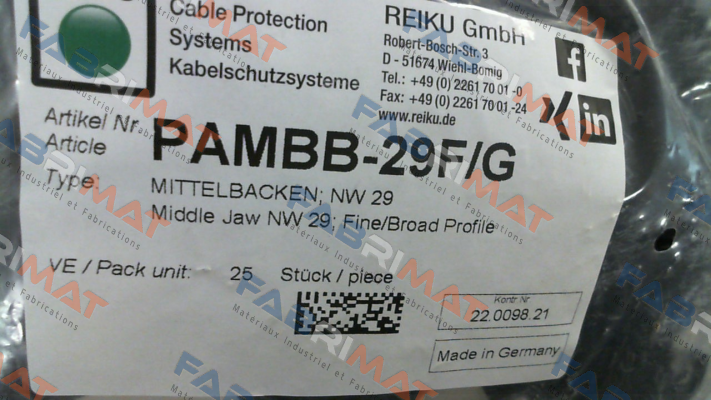 Cable Protection
Systems
Kabelschutzsysteme
REIKU GmbH
Robert-Bosch-Str. 3
D - 51674 Wiehl-Bomig
Tel.: +49 (0) 2261 70 01 -0
Fax: +49 (0) 2261 70 01-24
www.reiku.de
in
Artikel Nr.
Article
PAMBB-29F/G
Type:
MITTELBACKEN; NW 29
Middle Jaw NW 29; Fine/Broad Profile
VE / Pack unit: 25 Stück / piece
Kontr.Nr
22.0098.21
Made in Germany
FABRIMAT
Materiaux Industriel et Fabrications